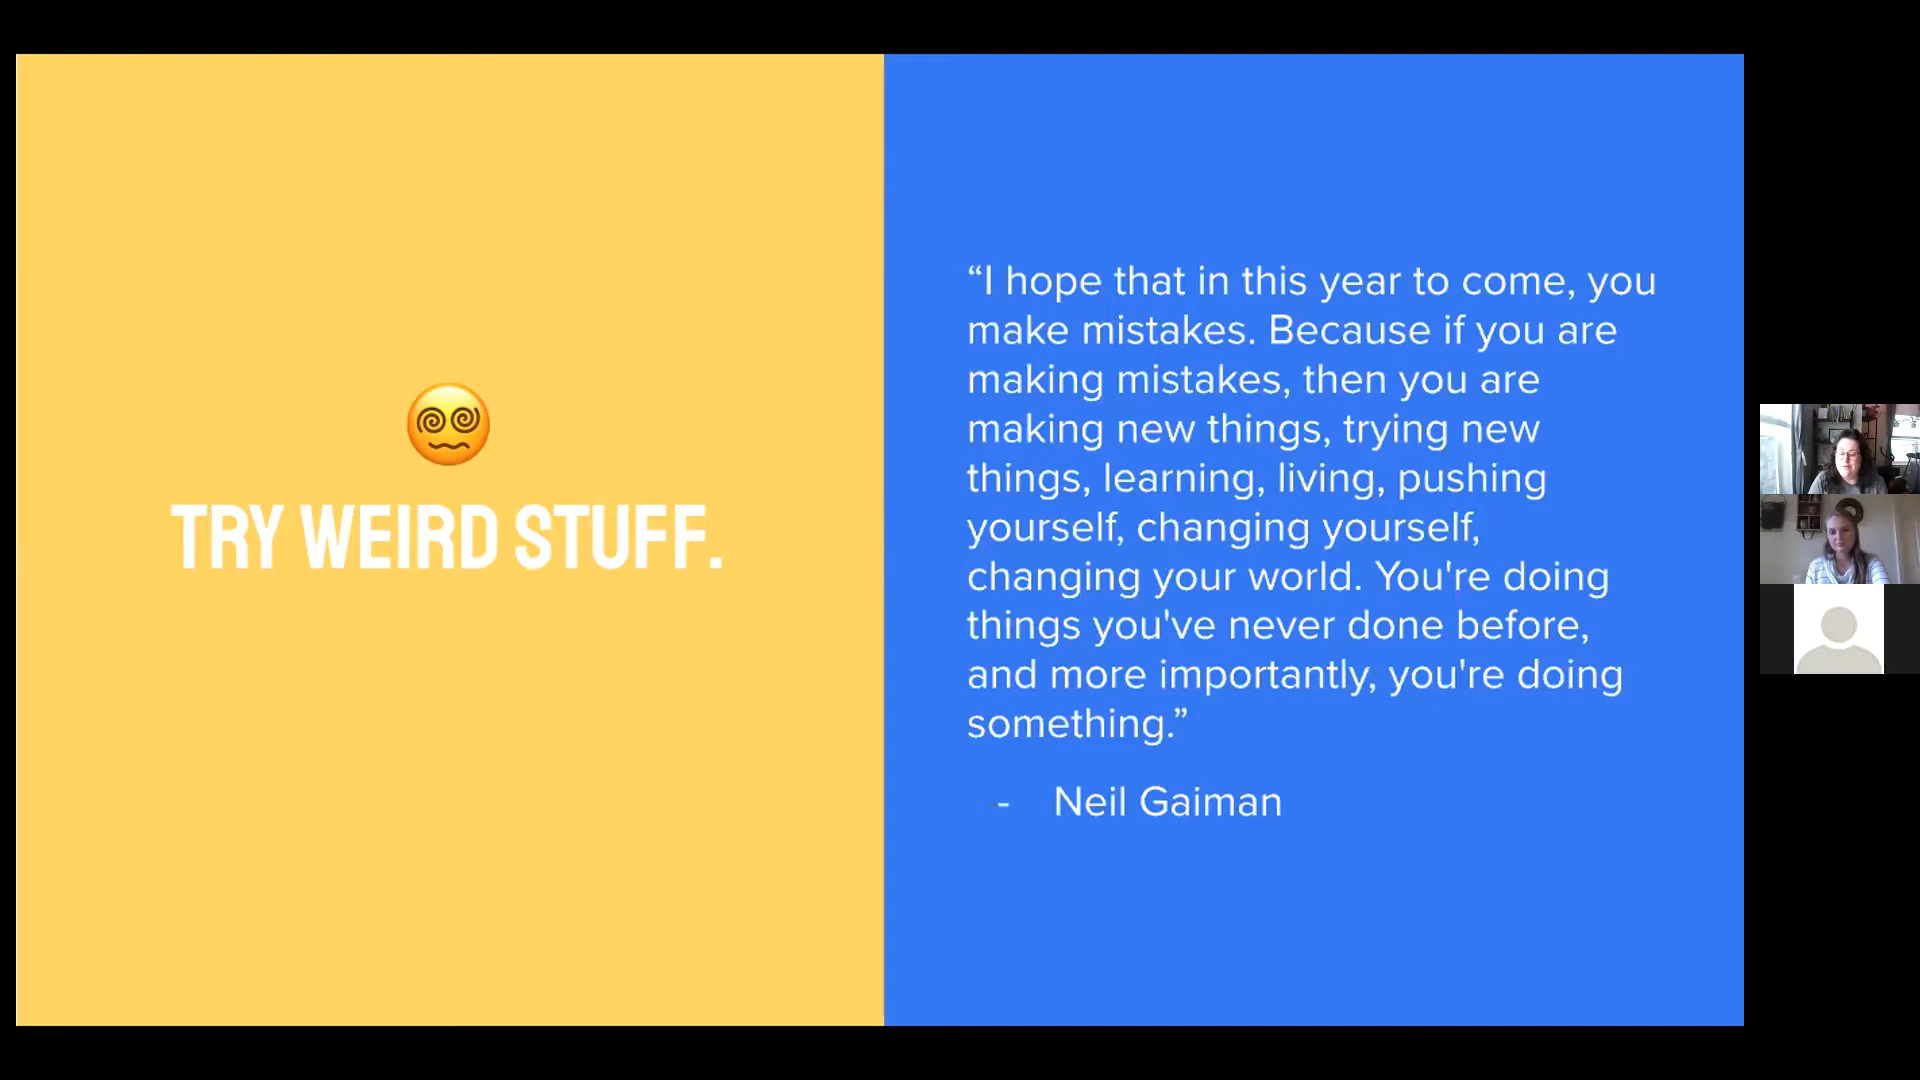 TRY WEIRD STUFF.
“I hope that in this year to come, you
make mistakes. Because if you are
making mistakes, then you are
making new things, trying new
things, learning, living, pushing
yourself, changing yourself,
changing your world. You're doing
things you've never done before,
and more importantly, you're doing
something.”
- Neil Gaiman